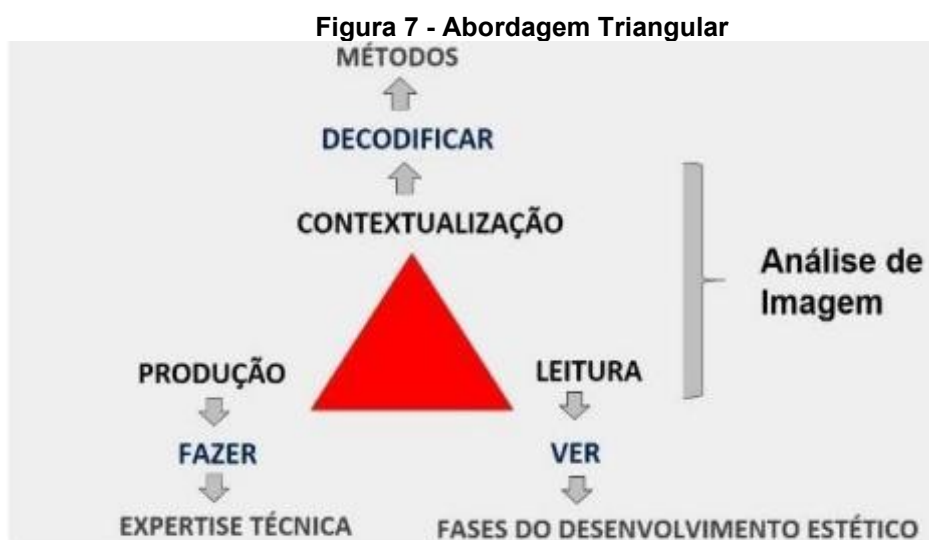 Figura 7 - Abordagem Triangular
MÉTODOS
DECODIFICAR
CONTEXTUALIZAÇÃO
Análise de
Imagem
PRODUÇÃO
LEITURA
FAZER
VER
EXPERTISE TÉCNICA
FASES DO DESENVOLVIMENTO ESTÉTICO